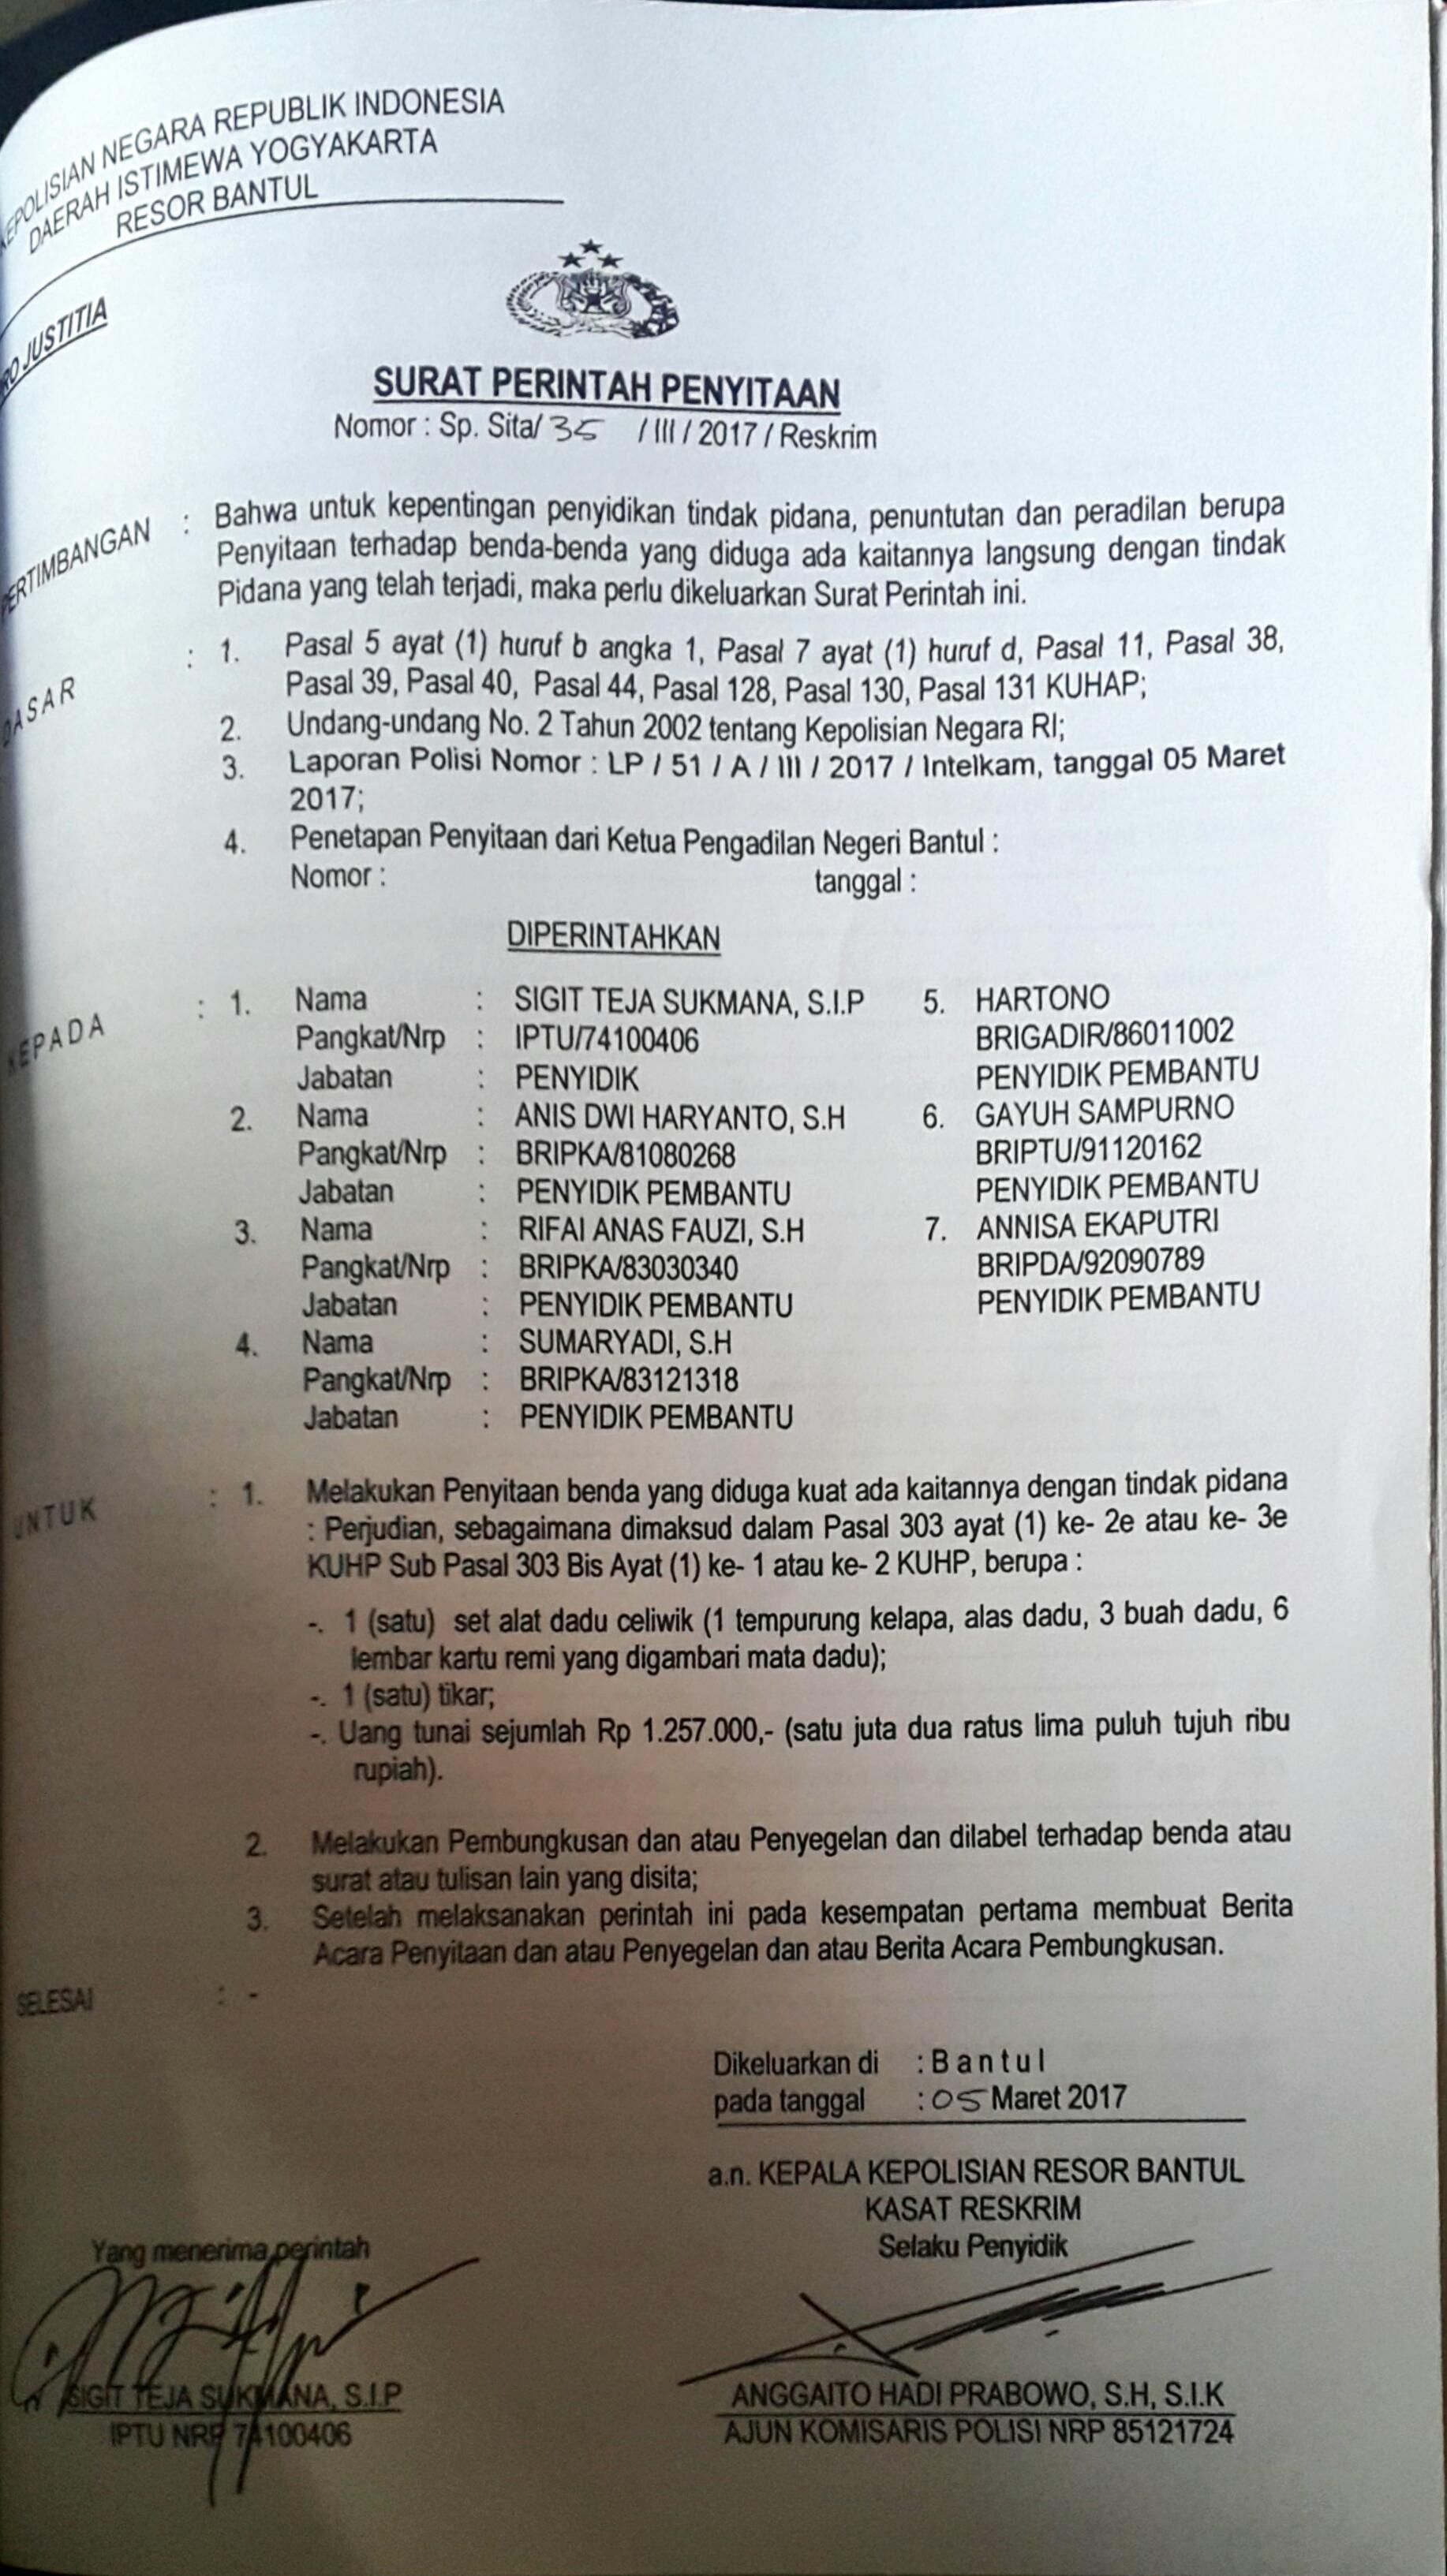 KEPOLISIAN NEGARA REPUBLIK INDONESIA
DAERAH ISTIMEWA YOGYAKARTA
RESOR BANTUL
PRO JUSTITIA
SURAT PERINTAH PENYITAAN
Nomor : Sp. Sita/ 35 / III / 2017 / Reskrim
PERTIMBANGAN : Bahwa untuk kepentingan penyidikan tindak pidana, penuntutan dan peradilan berupa
Penyitaan terhadap benda-benda yang diduga ada kaitannya langsung dengan tindak
Pidana yang telah terjadi, maka perlu dikeluarkan Surat Perintah ini.
DASAR : 1. Pasal 5 ayat (1) huruf b angka 1, Pasal 7 ayat (1) huruf d, Pasal 11, Pasal 38,
Pasal 39, Pasal 40, Pasal 44, Pasal 128, Pasal 130, Pasal 131 KUHAP;
2. Undang-undang No. 2 Tahun 2002 tentang Kepolisian Negara RI;
3. Laporan Polisi Nomor : LP / 51 / A / III / 2017 / Intelkam, tanggal 05 Maret
2017;
4. Penetapan Penyitaan dari Ketua Pengadilan Negeri Bantul :
Nomor : tanggal :
DIPERINTAHKAN
KEPADA : 1. Nama : SIGIT TEJA SUKMANA, S.I.P 5. HARTONO
Pangkat/Nrp : IPTU/74100406 BRIGADIR/86011002
Jabatan : PENYIDIK PENYIDIK PEMBANTU
2. Nama : ANIS DWI HARYANTO, S.H 6. GAYUH SAMPURNO
Pangkat/Nrp : BRIPKA/81080268 BRIPTU/91120162
Jabatan : PENYIDIK PEMBANTU PENYIDIK PEMBANTU
3. Nama : RIFAI ANAS FAUZI, S.H 7. ANNISA EKAPUTRI
Pangkat/Nrp : BRIPKA/83030340 BRIPDA/92090789
Jabatan : PENYIDIK PEMBANTU PENYIDIK PEMBANTU
4. Nama : SUMARYADI, S.H
Pangkat/Nrp : BRIPKA/83121318
Jabatan : PENYIDIK PEMBANTU
UNTUK : 1. Melakukan Penyitaan benda yang diduga kuat ada kaitannya dengan tindak pidana
: Perjudian, sebagaimana dimaksud dalam Pasal 303 ayat (1) ke- 2e atau ke- 3e
KUHP Sub Pasal 303 Bis Ayat (1) ke- 1 atau ke- 2 KUHP, berupa :
-. 1 (satu) set alat dadu celiwik (1 tempurung kelapa, alas dadu, 3 buah dadu, 6
lembar kartu remi yang digambari mata dadu);
-. 1 (satu) tikar;
-. Uang tunai sejumlah Rp 1.257.000,- (satu juta dua ratus lima puluh tujuh ribu
rupiah).
2. Melakukan Pembungkusan dan atau Penyegelan dan dilabel terhadap benda atau
surat atau tulisan lain yang disita;
3. Setelah melaksanakan perintah ini pada kesempatan pertama membuat Berita
Acara Penyitaan dan atau Penyegelan dan atau Berita Acara Pembungkusan.
SELESAI : -
Dikeluarkan di : Bantul
pada tanggal : 05 Maret 2017
a.n. KEPALA KEPOLISIAN RESOR BANTUL
KASAT RESKRIM
Selaku Penyidik
Yang menerima perintah
ANGGAITO HADI PRABOWO, S.H, S.I.K
AJUN KOMISARIS POLISI NRP 85121724
SIGIT TEJA SUKMANA, S.I.P
IPTU NRP 74100406